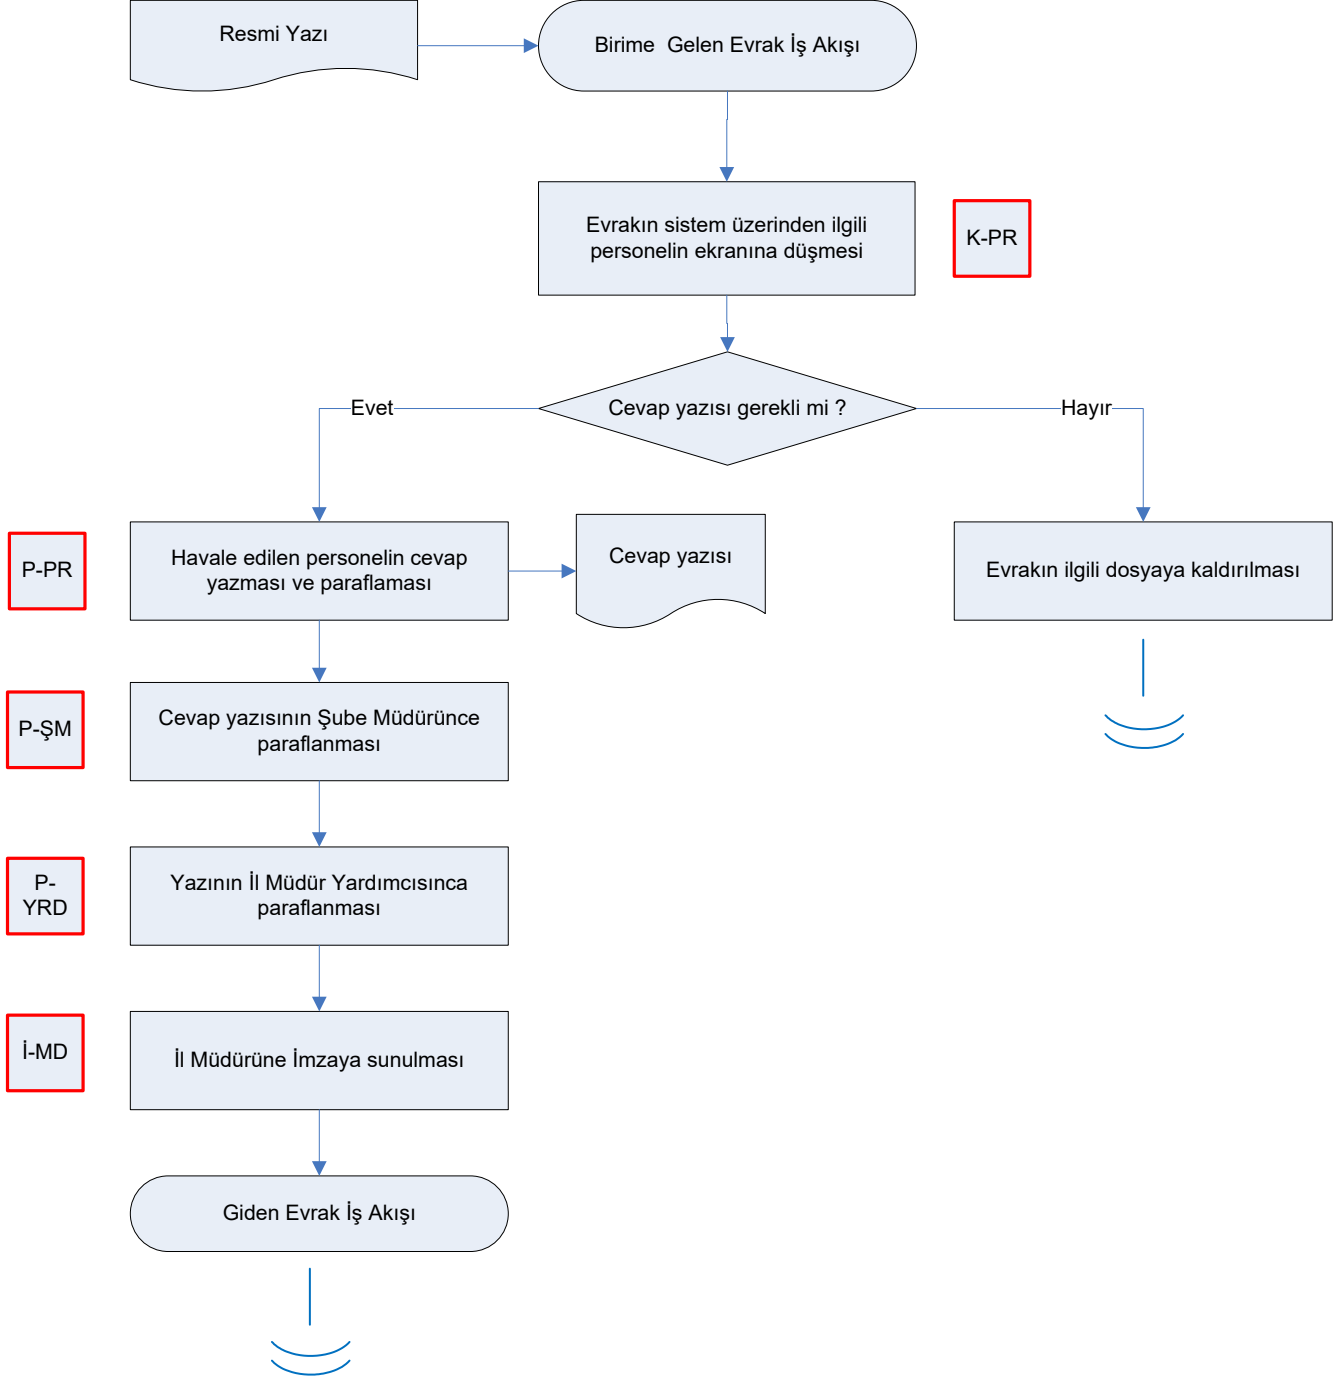 Resmi Yazı
Birime  Gelen Evrak İş Akışı
Evrakın sistem üzerinden ilgili
personelin ekranına düşmesi
K-PR
Cevap yazısı gerekli mi ?
Evet
Hayır
P-PR
Havale edilen personelin cevap
yazması ve paraflaması
Cevap yazısı
Evrakın ilgili dosyaya kaldırılması
P-ŞM
Cevap yazısının Şube Müdürünce
paraflanması
P-
YRD
Yazının İl Müdür Yardımcısınca
paraflanması
İ-MD
İl Müdürüne İmzaya sunulması
Giden Evrak İş Akışı